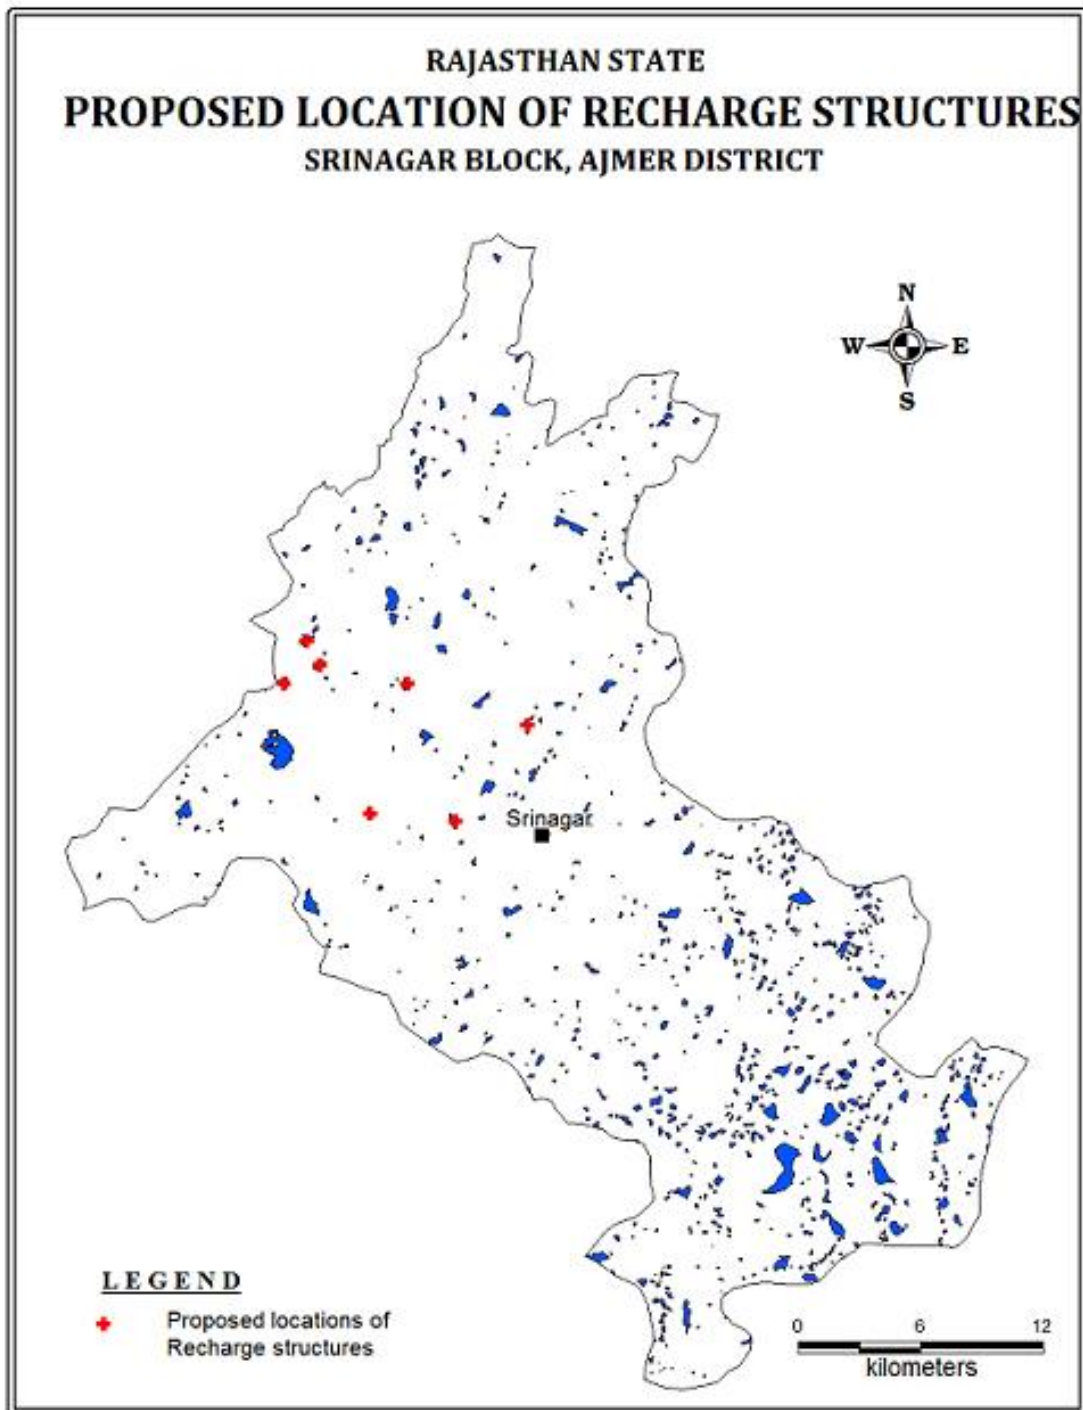 RAJASTHAN STATE
PROPOSED LOCATION OF RECHARGE STRUCTURES
SRINAGAR BLOCK, AJMER DISTRICT
N
W E
S
Srinagar
LEGEND
Proposed locations of
Recharge structures
0 6 12
kilometers